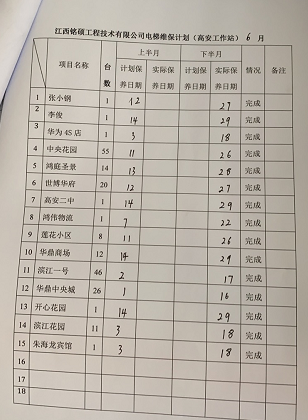 江西铭硕工程技术有限公司电梯维保计划（高安工作站）6 月
项目名称 台数 上半月 下半月 情况 备注
计划保养日期 实际保养日期 计划保养日期 实际保养日期
1 张小钢 1 12 27 完成
2 李俊 1 14 29 完成
3 华为 4S 店 1 3 18 完成
4 中央花园 55 11 26 完成
5 鸿庭圣景 14 13 28 完成
6 世博华府 20 12 27 完成
7 高安二中 1 14 29 完成
8 鸿伟物流 1 7 22 完成
9 莲花小区 8 11 26 完成
10 华鼎商场 12 14 29 完成
11 滨江一号 46 2 17 完成
12 华鼎中央城 26 1 16 完成
13 开心花园 1 14 29 完成
14 滨江花园 11 3 18 完成
15 朱海龙宾馆 1 3 18 完成
16
17
18